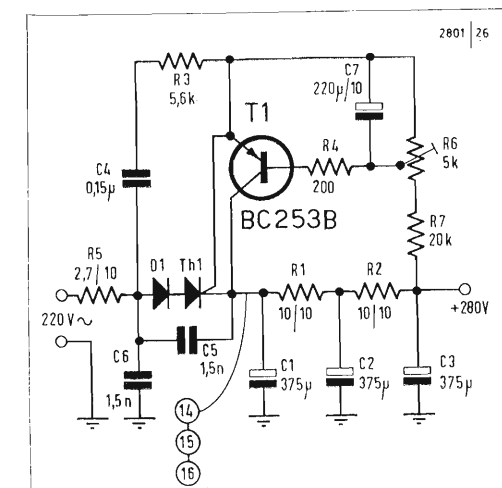 2801 | 26
R3
5,6k
C7
220µ/10
T1
R4
200
R6
5k
C4
0,15µ
BC253B
R7
20k
R5
2,7/10
D1
Th1
R1
10/10
R2
10/10
220V~
+280V
C6
1,5n
C5
1,5n
C1
375µ
C2
375µ
C3
375µ
14
15
16